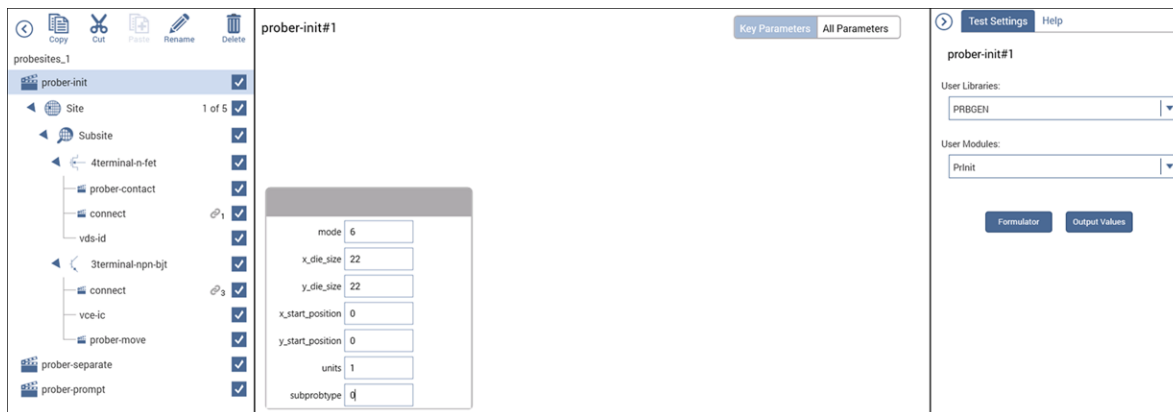 Copy Cut Paste Rename Delete
probesites_1
prober-init
Site 1 of 5
Subsite
4terminal-n-fet
prober-contact
connect 1
vds-id
3terminal-npn-bjt
connect 3
vce-ic
prober-move
prober-separate
prober-prompt
prober-init#1
Key Parameters All Parameters
mode 6
x_die_size 22
y_die_size 22
x_start_position 0
y_start_position 0
units 1
subprobtype 0
Test Settings Help
prober-init#1
User Libraries:
PRBGEN
User Modules:
PrInit
Formulator Output Values